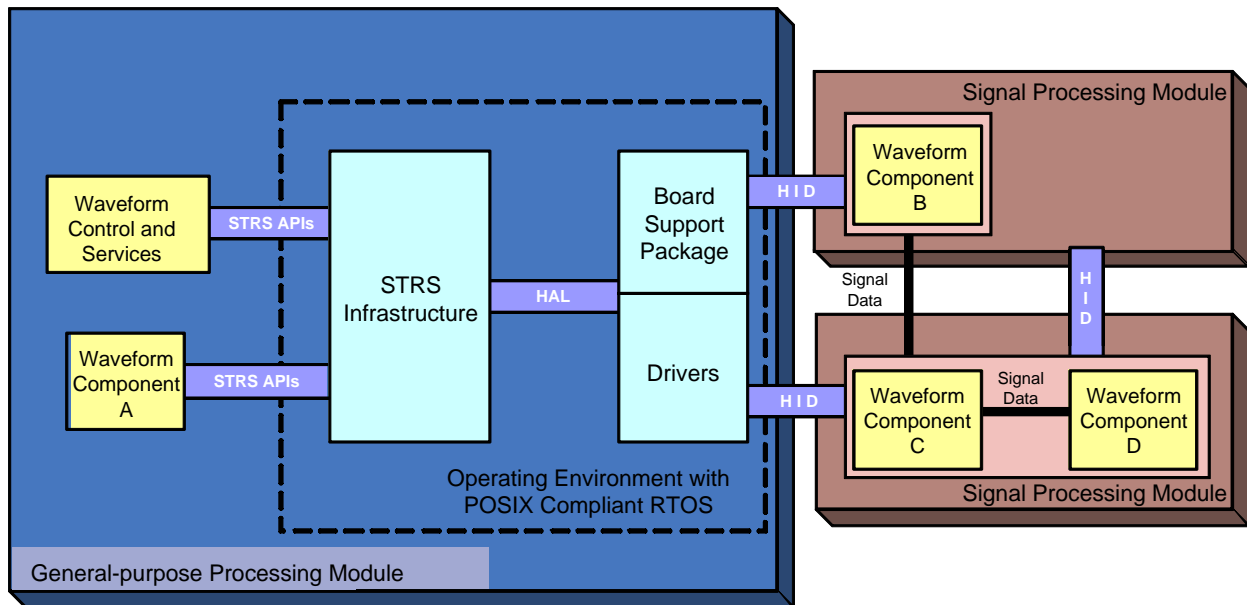 Waveform
Control and
Services
STRS APIs
Waveform
Component
A
STRS APIs
STRS
Infrastructure
HAL
Board
Support
Package
Drivers
Operating Environment with
POSIX Compliant RTOS
General-purpose Processing Module
H I D
H I D
Signal Processing Module
Waveform
Component
B
Signal
Data
H
I
D
Waveform
Component
C
Signal
Data
Waveform
Component
D
Signal Processing Module